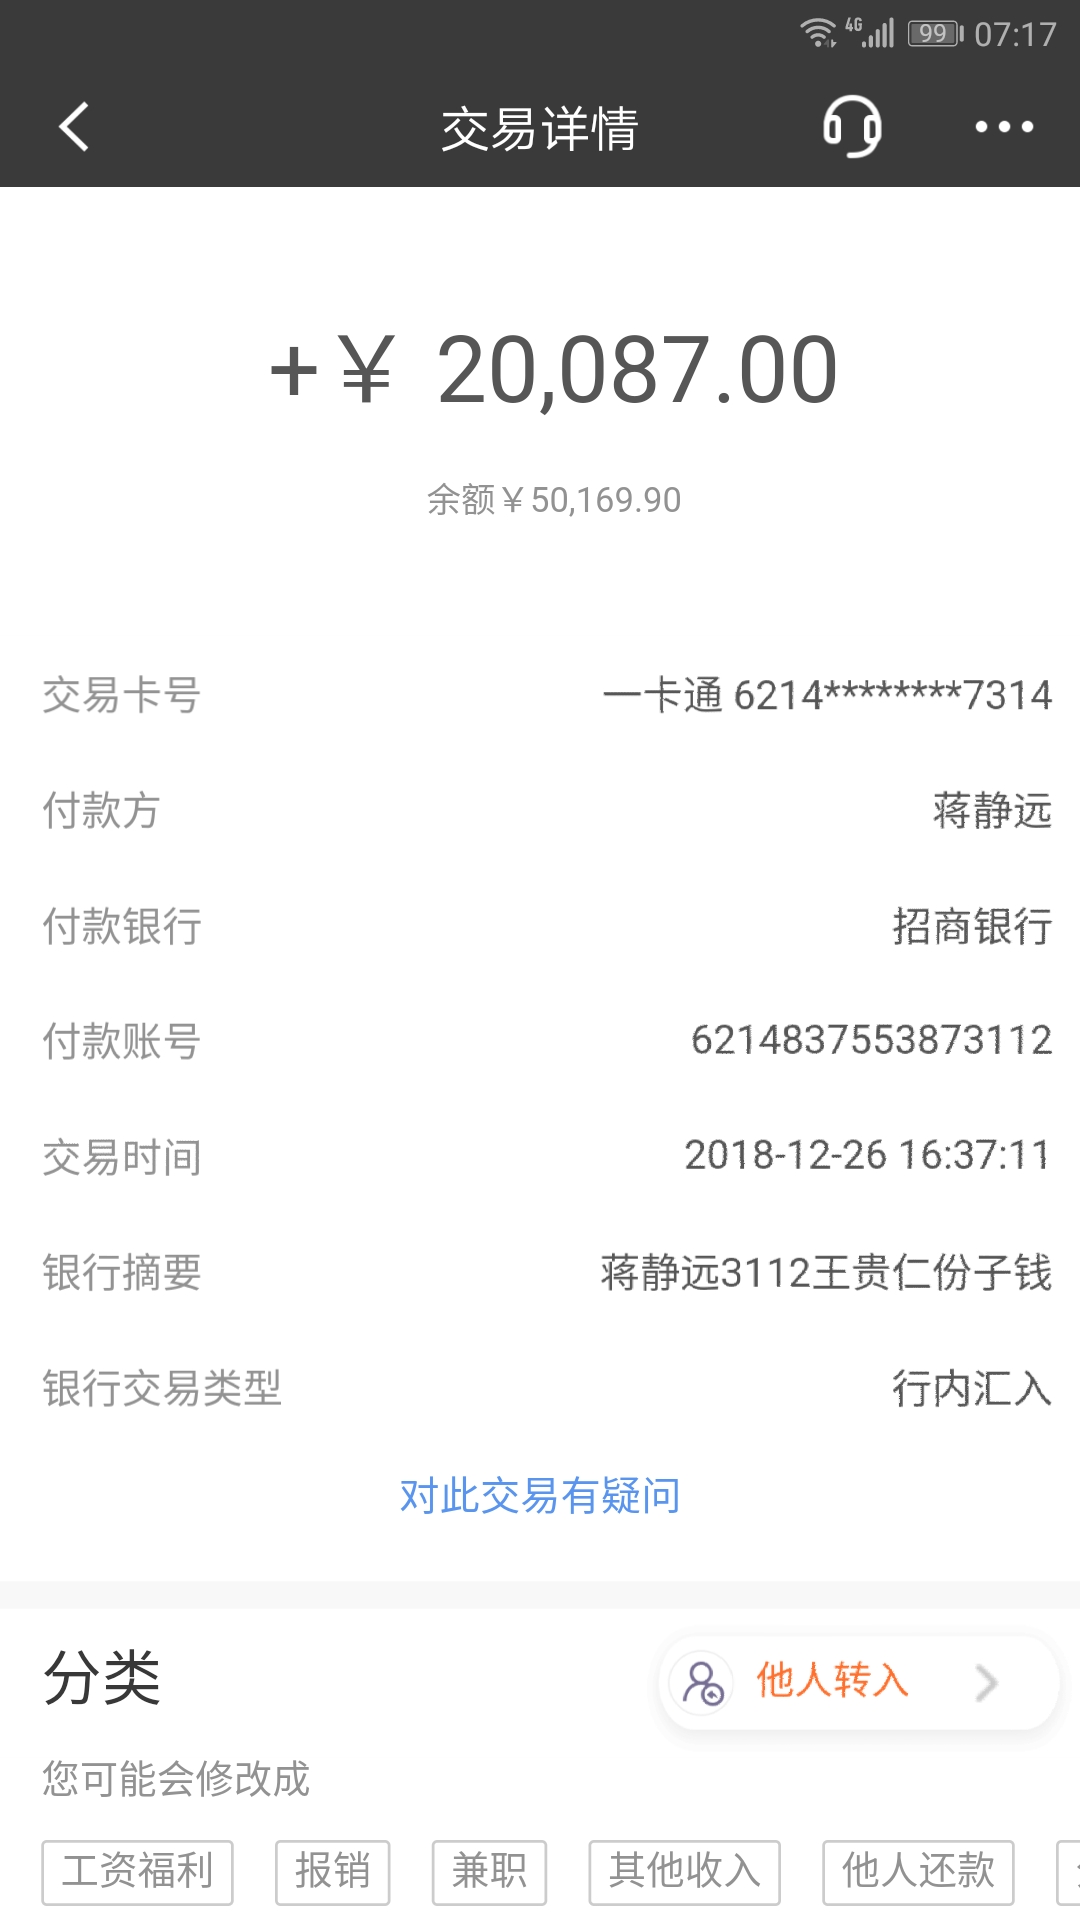 4G 99 07:17
交易详情
+¥ 20,087.00
余额¥50,169.90
交易卡号 一卡通 6214********7314
付款方 蒋静远
付款银行 招商银行
付款账号 6214837553873112
交易时间 2018-12-26 16:37:11
银行摘要 蒋静远3112王贵仁份子钱
银行交易类型 行内汇入
对此交易有疑问
分类 他人转入
您可能会修改成
工资福利 报销 兼职 其他收入 他人还款